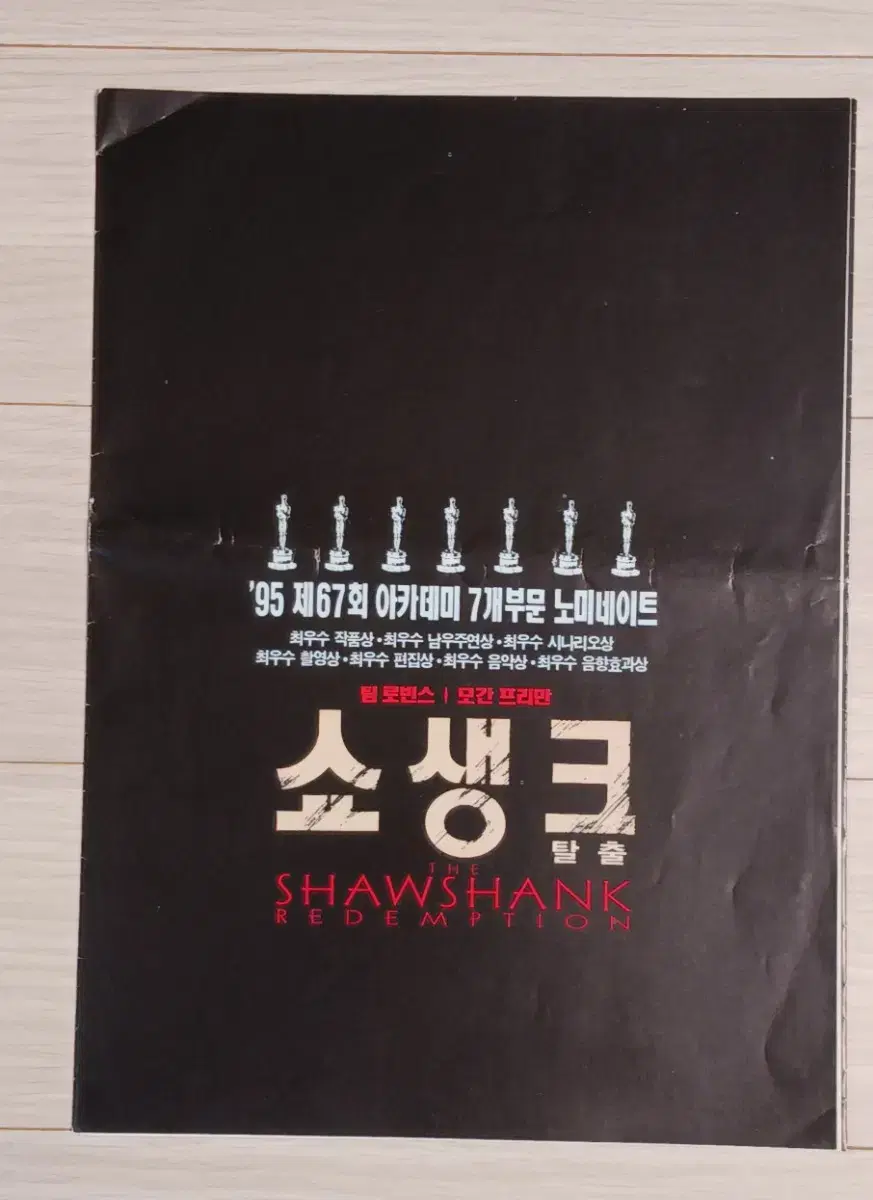 '95 제67회 아카데미 7개부문 노미네이트
최우수 작품상·최우수 남우주연상·최우수 시나리오상
최우수 촬영상·최우수 편집상·최우수 음악상·최우수 음향효과상
팀 로빈스 | 모간 프리만
쇼생크
탈출
THE
SHAWSHANK
REDEMPTION